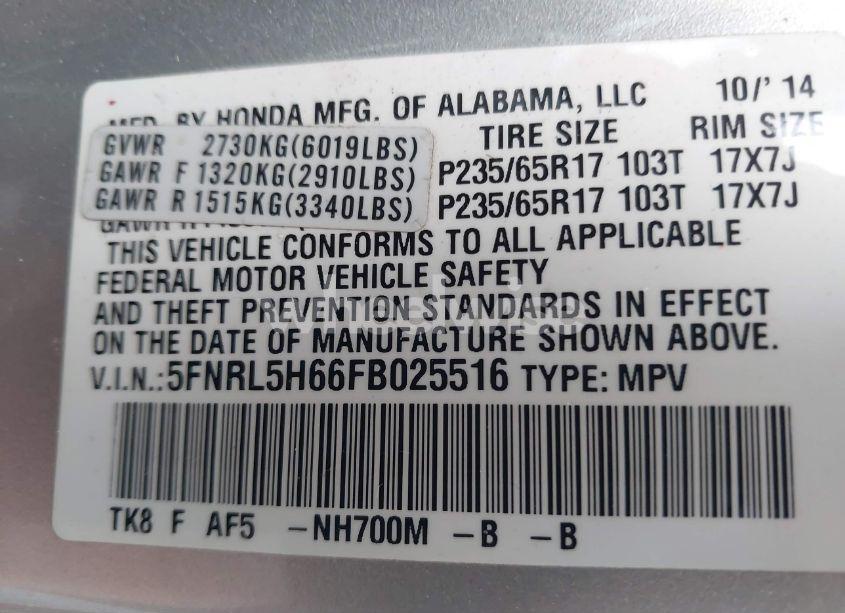 MFD. BY HONDA MFG. OF ALABAMA, LLC 10/'14
GVWR 2730KG(6019LBS) TIRE SIZE RIM SIZE
GAWR F 1320KG(2910LBS) P235/65R17 103T 17X7J
GAWR R 1515KG(3340LBS) P235/65R17 103T 17X7J
THIS VEHICLE CONFORMS TO ALL APPLICABLE
FEDERAL MOTOR VEHICLE SAFETY
AND THEFT PREVENTION STANDARDS IN EFFECT
ON THE DATE OF MANUFACTURE SHOWN ABOVE.
V.I.N.:5FNRL5H66FB025516 TYPE: MPV
TK8 F AF5 -NH700M -B -B